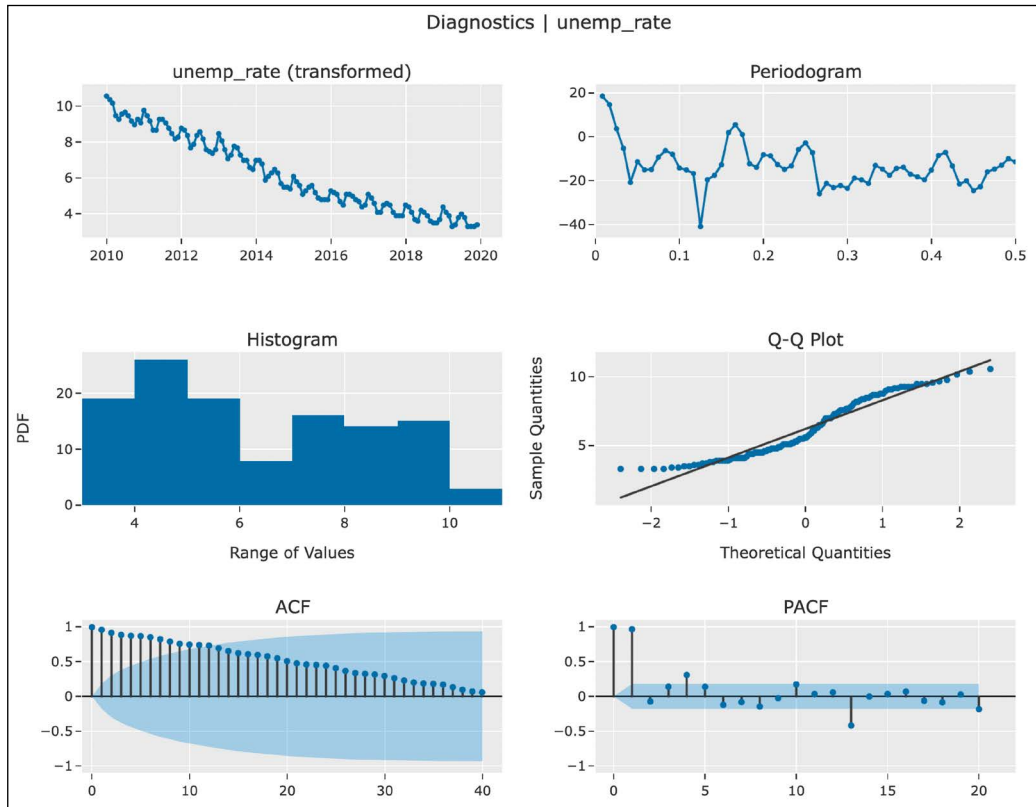 Diagnostics | unemp_rate
unemp_rate (transformed)
10
8
6
4
2010 2012 2014 2016 2018 2020
Periodogram
20
0
−20
−40
0 0.1 0.2 0.3 0.4 0.5
Histogram
PDF
20
10
0
4 6 8 10
Range of Values
Q-Q Plot
Sample Quantities
10
5
−2 −1 0 1 2
Theoretical Quantities
ACF
1
0.5
0
−0.5
−1
0 10 20 30 40
PACF
1
0.5
0
−0.5
−1
0 5 10 15 20